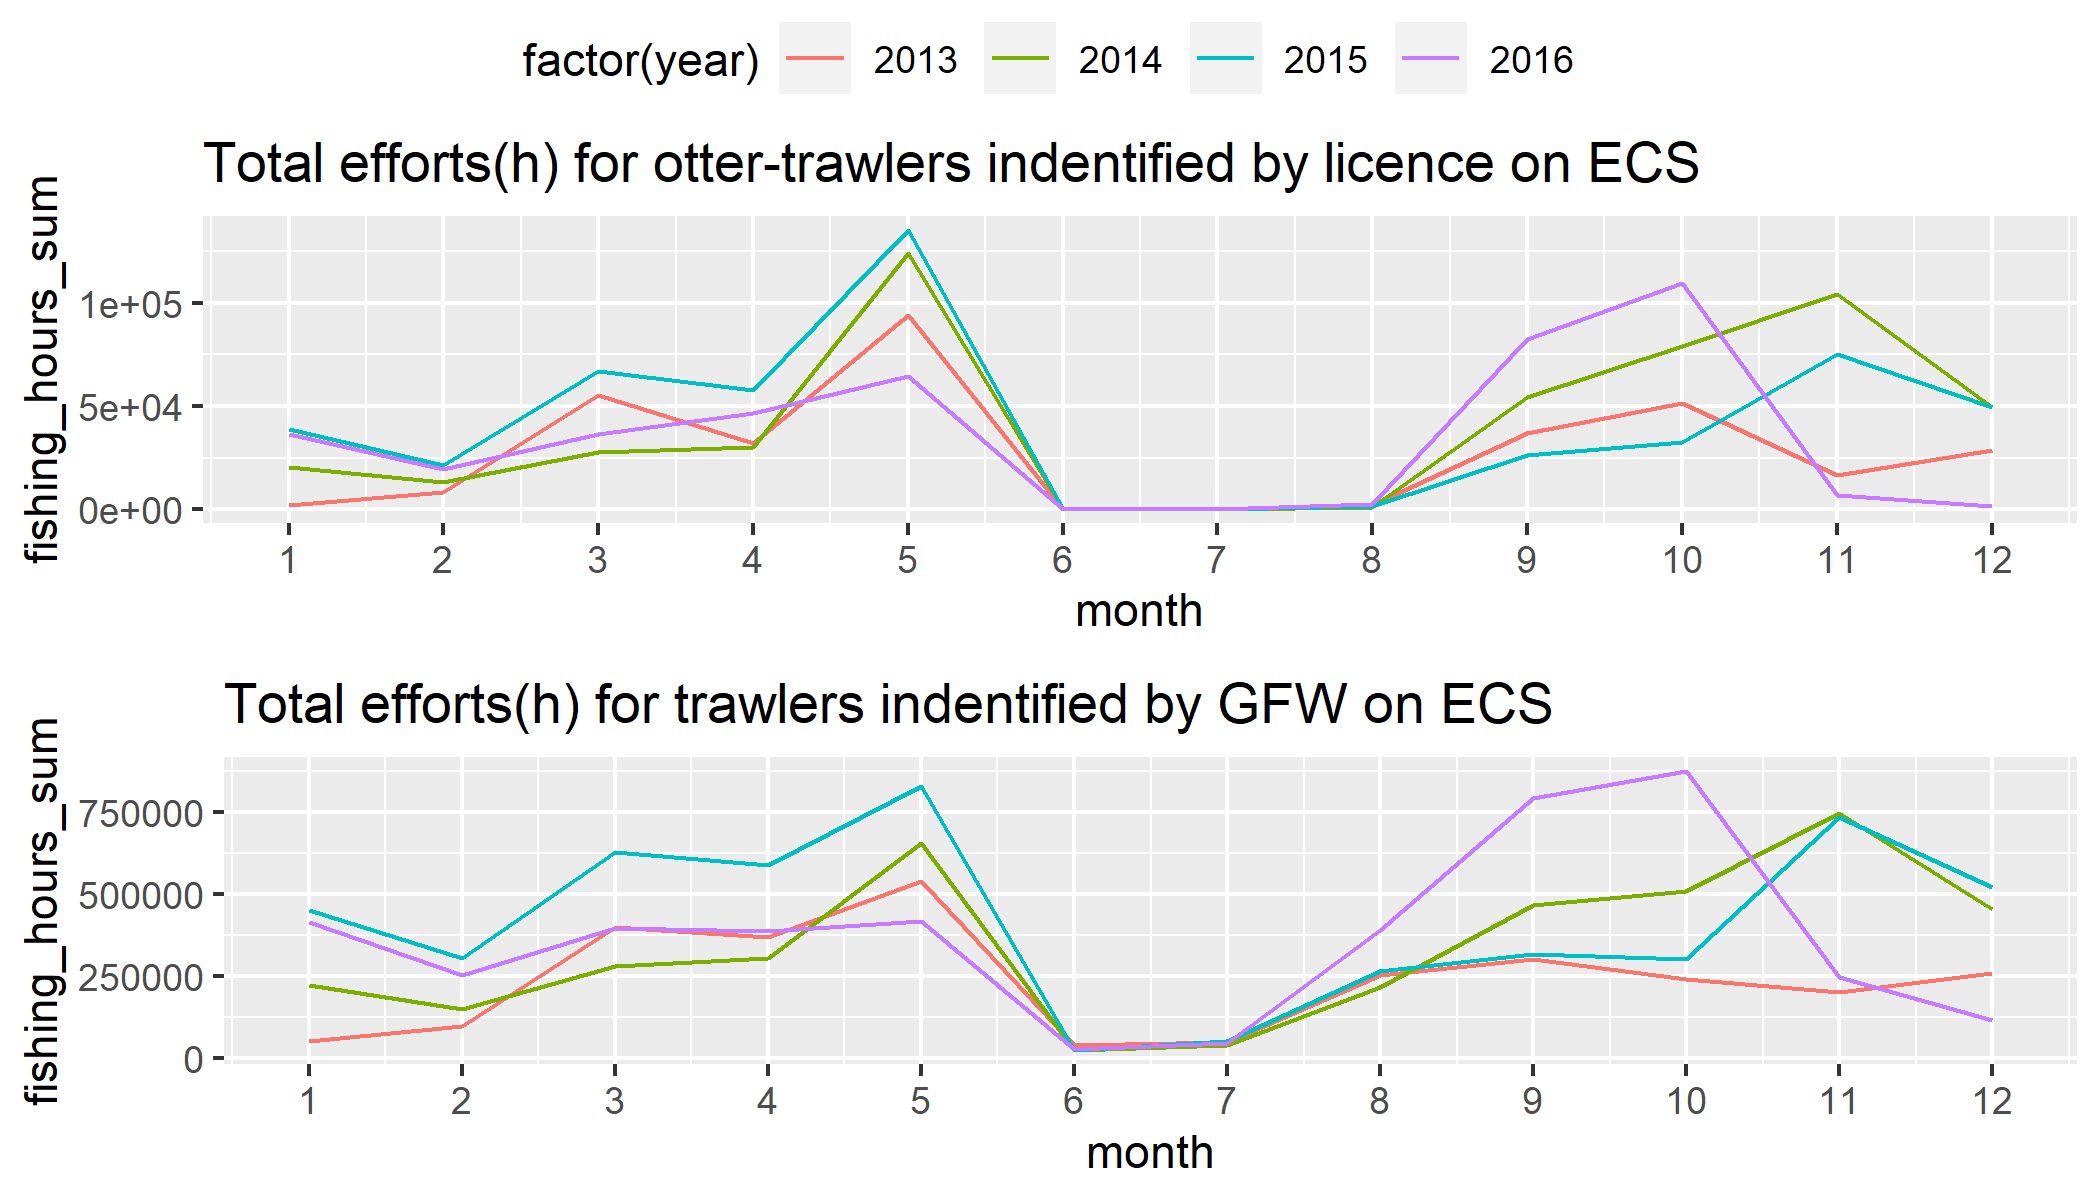 factor(year) 2013 2014 2015 2016
Total efforts(h) for otter-trawlers indentified by licence on ECS
fishing_hours_sum
1e+05
5e+04
0e+00
1 2 3 4 5 6 7 8 9 10 11 12
month
Total efforts(h) for trawlers indentified by GFW on ECS
fishing_hours_sum
750000
500000
250000
0
1 2 3 4 5 6 7 8 9 10 11 12
month